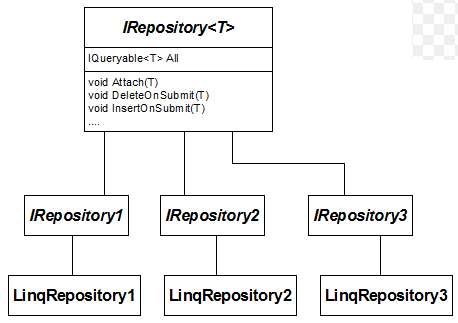 IRepository<T>
IQueryable<T> All
void Attach(T)
void DeleteOnSubmit(T)
void InsertOnSubmit(T)
....
IRepository1 IRepository2 IRepository3
LinqRepository1 LinqRepository2 LinqRepository3